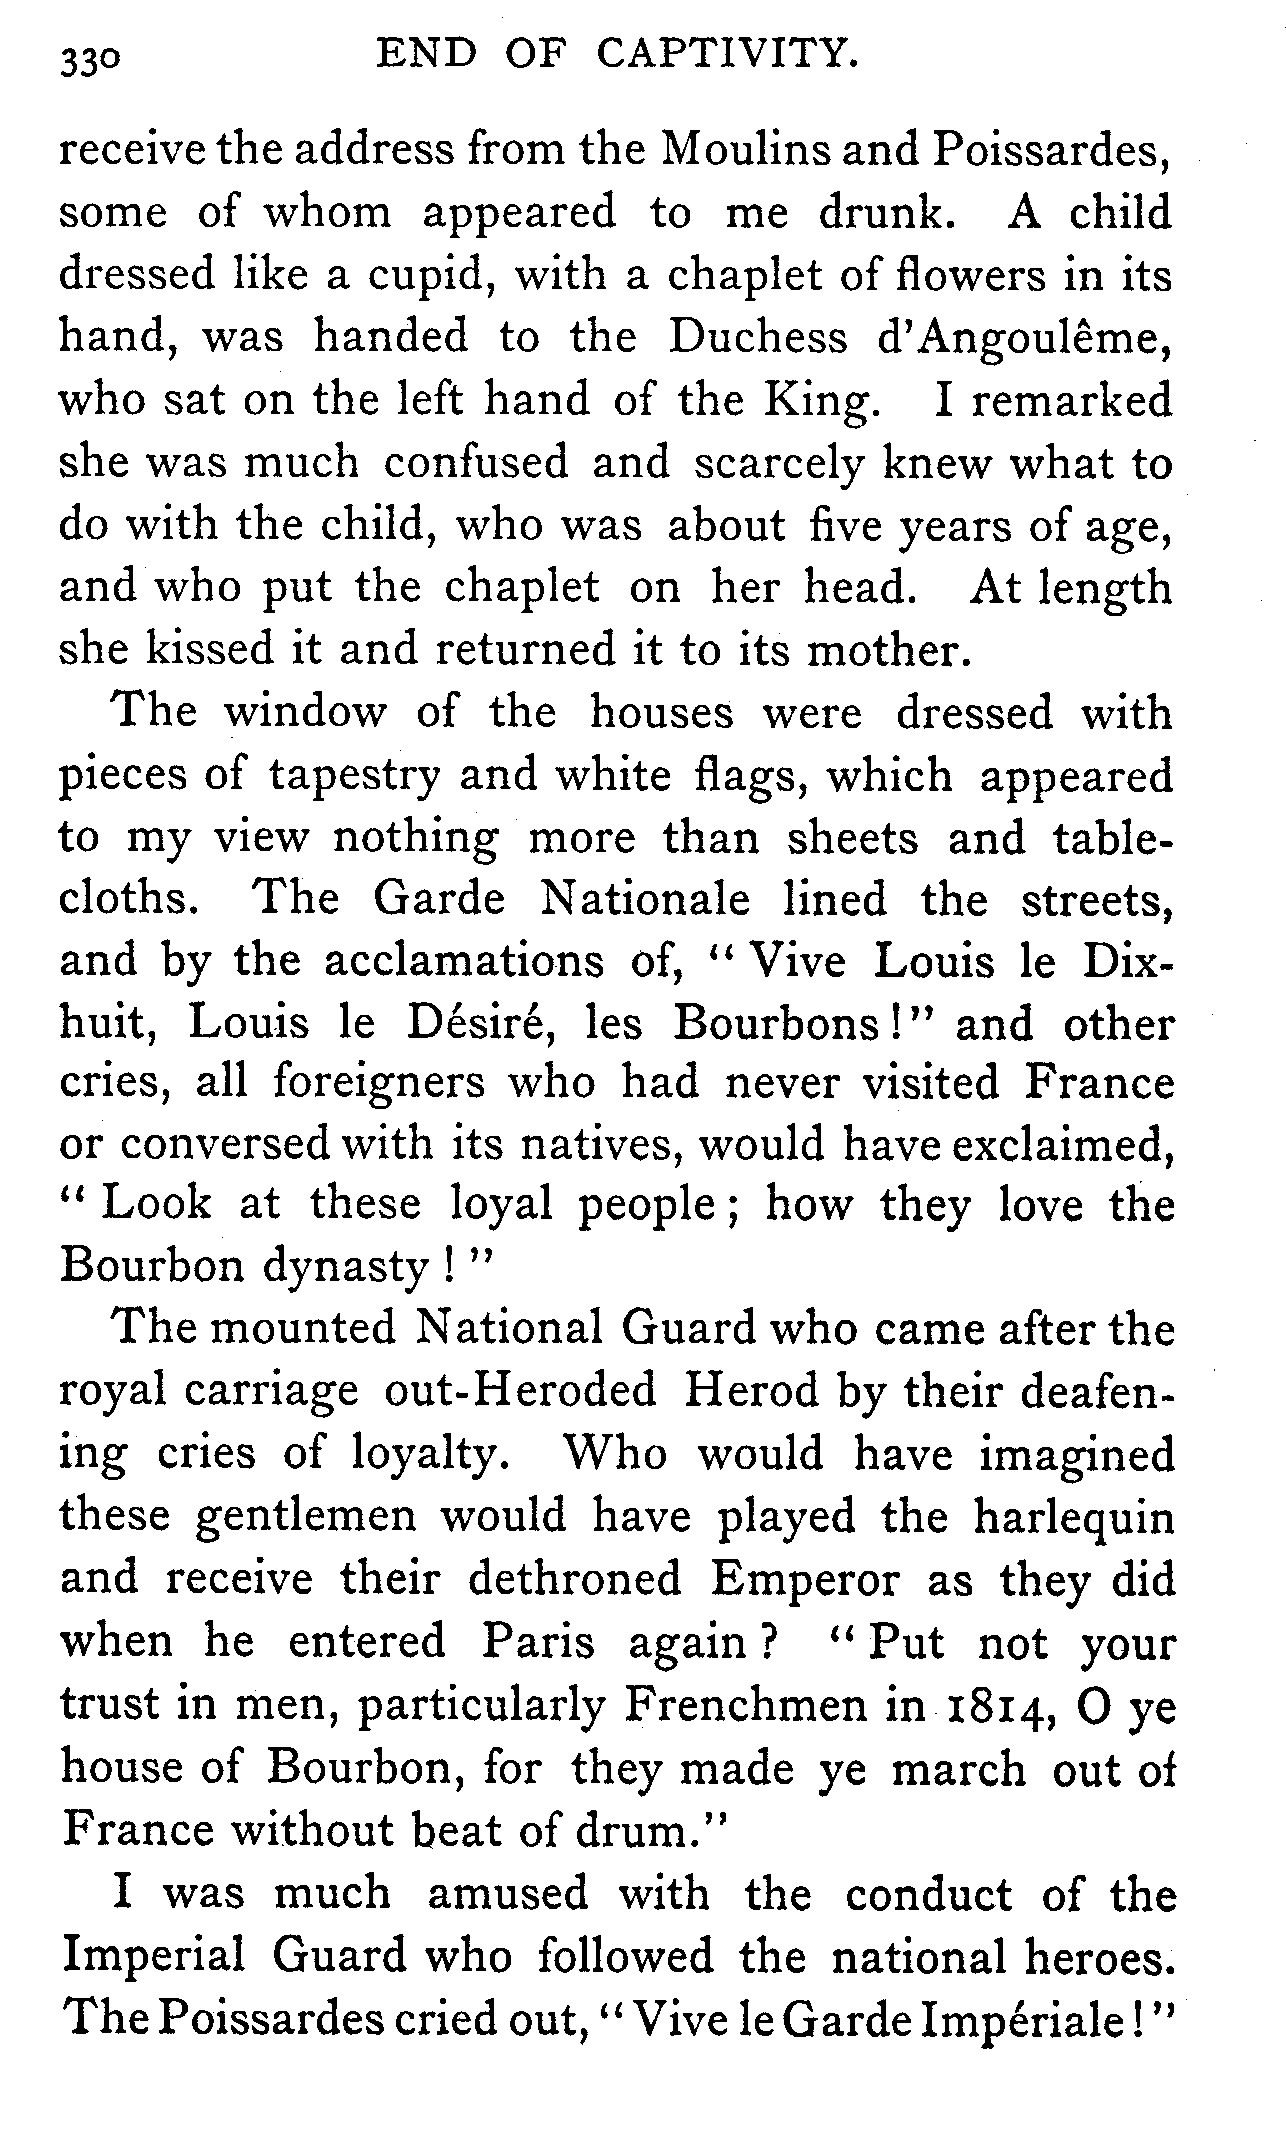 330 END OF CAPTIVITY.
receive the address from the Moulins and Poissardes,
some of whom appeared to me drunk. A child
dressed like a cupid, with a chaplet of flowers in its
hand, was handed to the Duchess d'Angoulême,
who sat on the left hand of the King. I remarked
she was much confused and scarcely knew what to
do with the child, who was about five years of age,
and who put the chaplet on her head. At length
she kissed it and returned it to its mother.
The window of the houses were dressed with
pieces of tapestry and white flags, which appeared
to my view nothing more than sheets and table-
cloths. The Garde Nationale lined the streets,
and by the acclamations of, “ Vive Louis le Dix-
huit, Louis le Désiré, les Bourbons !” and other
cries, all foreigners who had never visited France
or conversed with its natives, would have exclaimed,
“ Look at these loyal people ; how they love the
Bourbon dynasty ! ”
The mounted National Guard who came after the
royal carriage out-Heroded Herod by their deafen-
ing cries of loyalty. Who would have imagined
these gentlemen would have played the harlequin
and receive their dethroned Emperor as they did
when he entered Paris again ? “ Put not your
trust in men, particularly Frenchmen in 1814, O ye
house of Bourbon, for they made ye march out of
France without beat of drum.”
I was much amused with the conduct of the
Imperial Guard who followed the national heroes.
The Poissardes cried out, “ Vive le Garde Impériale ! ”